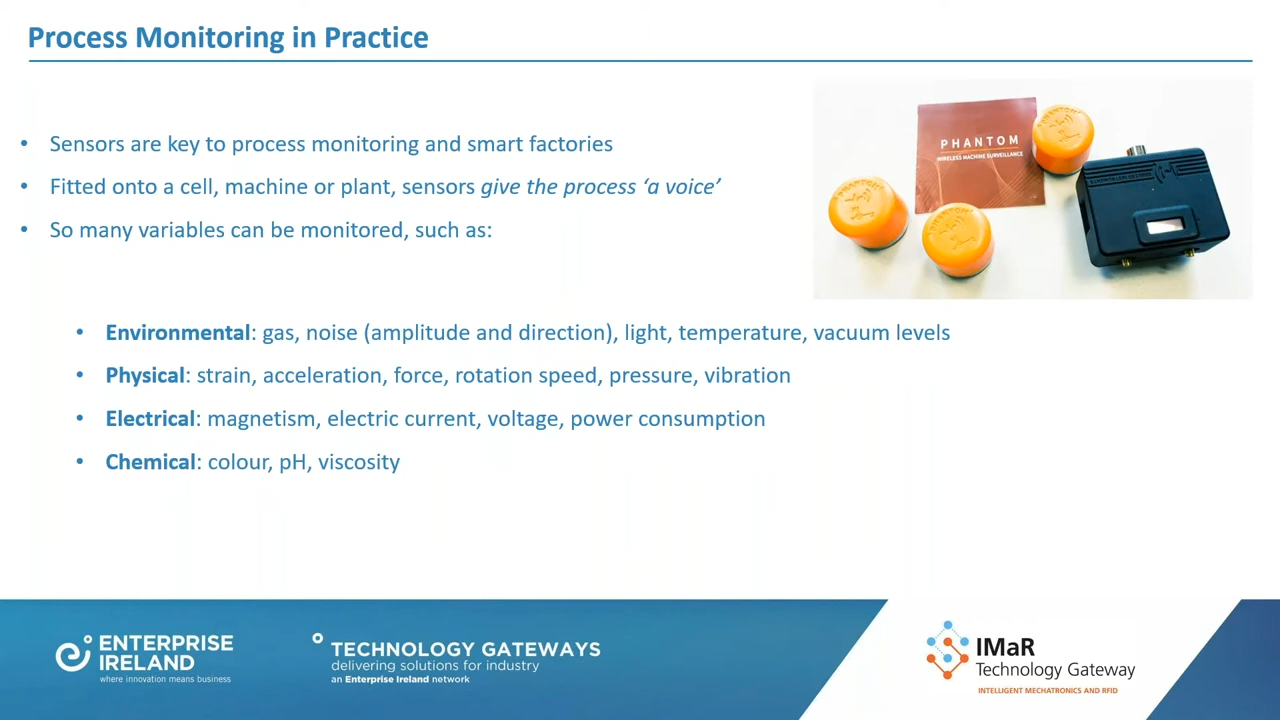 Process Monitoring in Practice
• Sensors are key to process monitoring and smart factories
• Fitted onto a cell, machine or plant, sensors give the process ‘a voice’
• So many variables can be monitored, such as:
PHANTOM
WIRELESS MACHINE SURVEILLANCE
PHANTOM
PHANTOM
• Environmental: gas, noise (amplitude and direction), light, temperature, vacuum levels
• Physical: strain, acceleration, force, rotation speed, pressure, vibration
• Electrical: magnetism, electric current, voltage, power consumption
• Chemical: colour, pH, viscosity
ENTERPRISE
IRELAND
where innovation means business
TECHNOLOGY GATEWAYS
delivering solutions for industry
an Enterprise Ireland network
IMaR
Technology Gateway
INTELLIGENT MECHATRONICS AND RFID